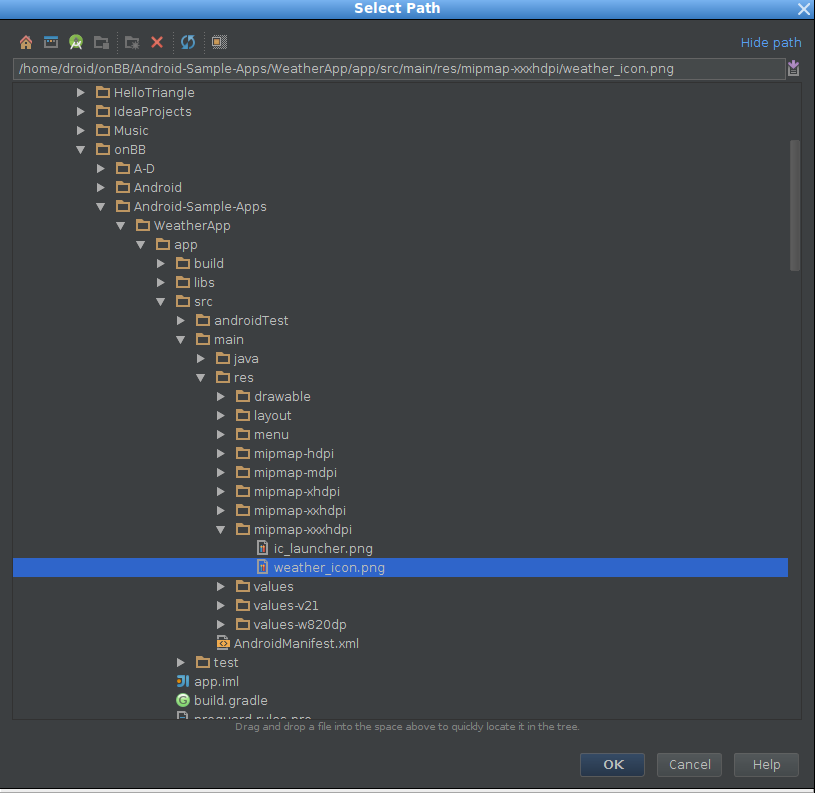 Select Path
Hide path
/home/droid/onBB/Android-Sample-Apps/WeatherApp/app/src/main/res/mipmap-xxxhdpi/weather_icon.png
HelloTriangle
IdeaProjects
Music
onBB
A-D
Android
Android-Sample-Apps
WeatherApp
app
build
libs
src
androidTest
main
java
res
drawable
layout
menu
mipmap-hdpi
mipmap-mdpi
mipmap-xhdpi
mipmap-xxhdpi
mipmap-xxxhdpi
ic_launcher.png
weather_icon.png
values
values-v21
values-w820dp
AndroidManifest.xml
test
app.iml
build.gradle
proguard-rules.pro
Drag and drop a file into the space above to quickly locate it in the tree.
OK
Cancel
Help